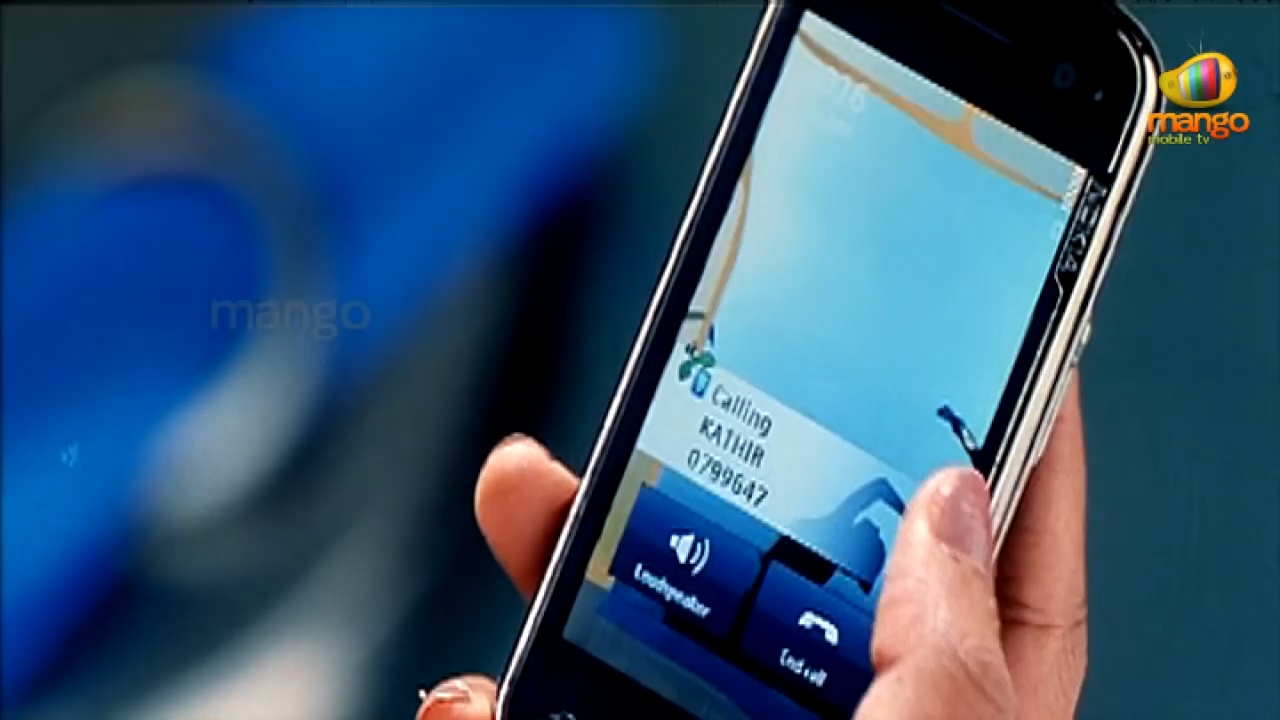 mango
mobile tv
mango
Calling
KATHIR
0799647
Loudspeaker
End call